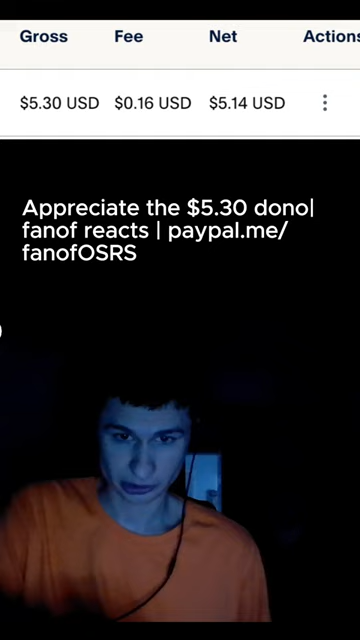 Gross Fee Net Actions
$5.30 USD $0.16 USD $5.14 USD
Appreciate the $5.30 dono|
fanof reacts | paypal.me/
fanofOSRS